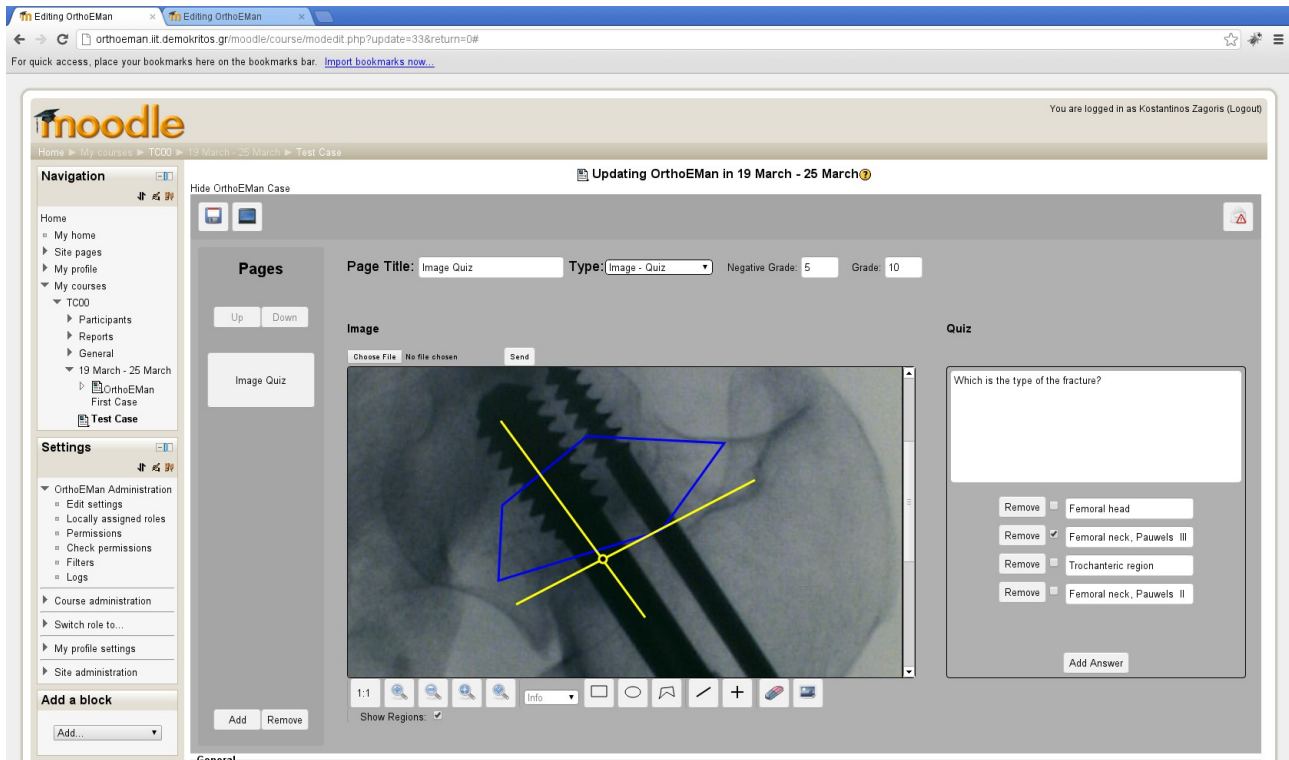 Editing OrthoEMan
Editing OrthoEMan
orthoeman.iit.demokritos.gr/moodle/course/modedit.php?update=33&return=0#
For quick access, place your bookmarks here on the bookmarks bar. Import bookmarks now...
moodle
You are logged in as Kostantinos Zagoris (Logout)
Home ► My courses ► TC00 ► 19 March - 25 March ► Test Case
Navigation
Home
My home
Site pages
My profile
My courses
TC00
Participants
Reports
General
19 March - 25 March
OrthoEMan
First Case
Test Case
Settings
OrthoEMan Administration
Edit settings
Locally assigned roles
Permissions
Check permissions
Filters
Logs
Course administration
Switch role to...
My profile settings
Site administration
Add a block
Add...
Updating OrthoEMan in 19 March - 25 March
Hide OrthoEMan Case
Pages
Up Down
Image Quiz
Add Remove
Page Title: Image Quiz Type: Image - Quiz Negative Grade: 5 Grade: 10
Image
Choose File No file chosen Send
1:1 Info
Show Regions:
Quiz
Which is the type of the fracture?
Remove Femoral head
Remove Femoral neck, Pauwels III
Remove Trochanteric region
Remove Femoral neck, Pauwels II
Add Answer
General